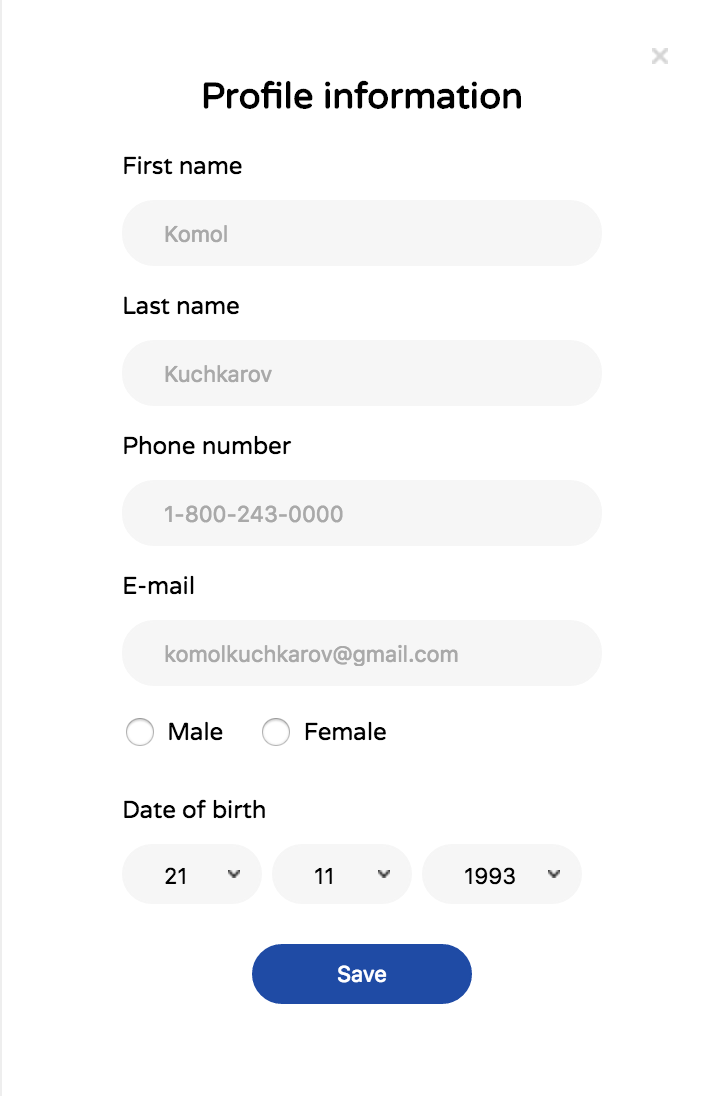 Profile information
First name
Komol
Last name
Kuchkarov
Phone number
1-800-243-0000
E-mail
komolkuchkarov@gmail.com
Male Female
Date of birth
21 11 1993
Save